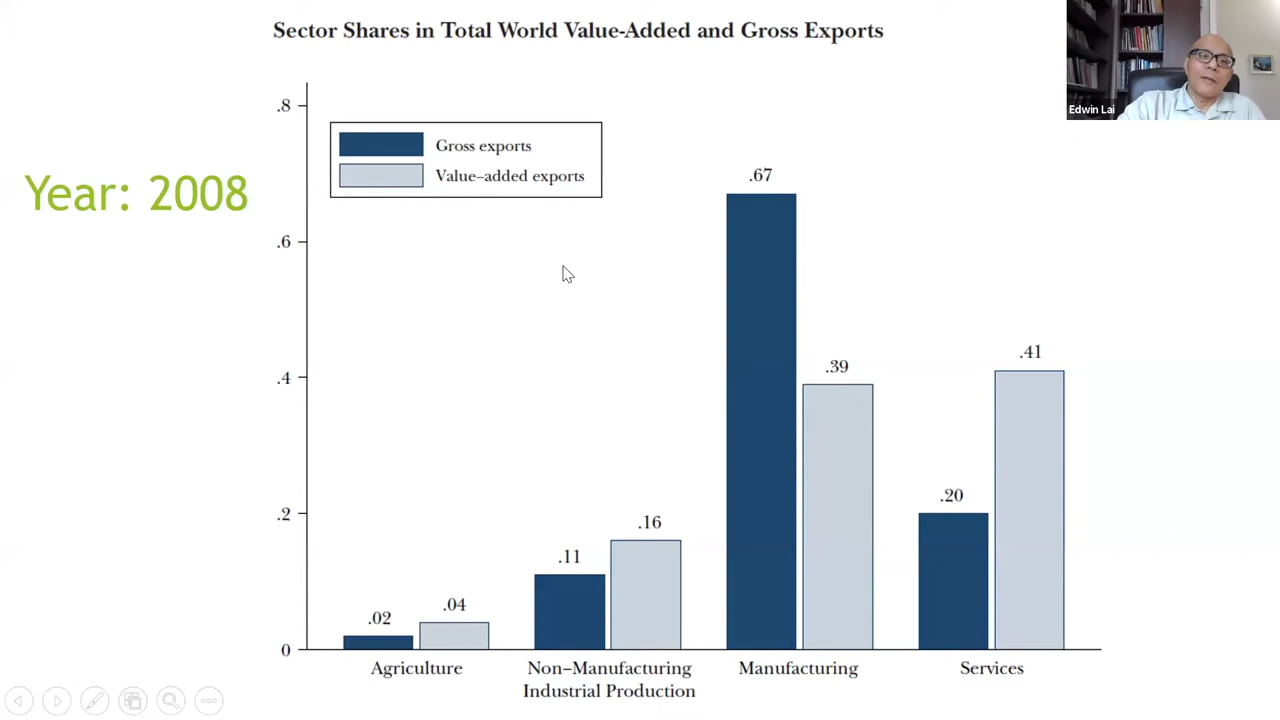 Sector Shares in Total World Value-Added and Gross Exports
Edwin Lai
Year: 2008
.8
.6
.4
.2
0
Gross exports
Value–added exports
.02
.04
.11
.16
.67
.39
.20
.41
Agriculture
Non–Manufacturing
Industrial Production
Manufacturing
Services